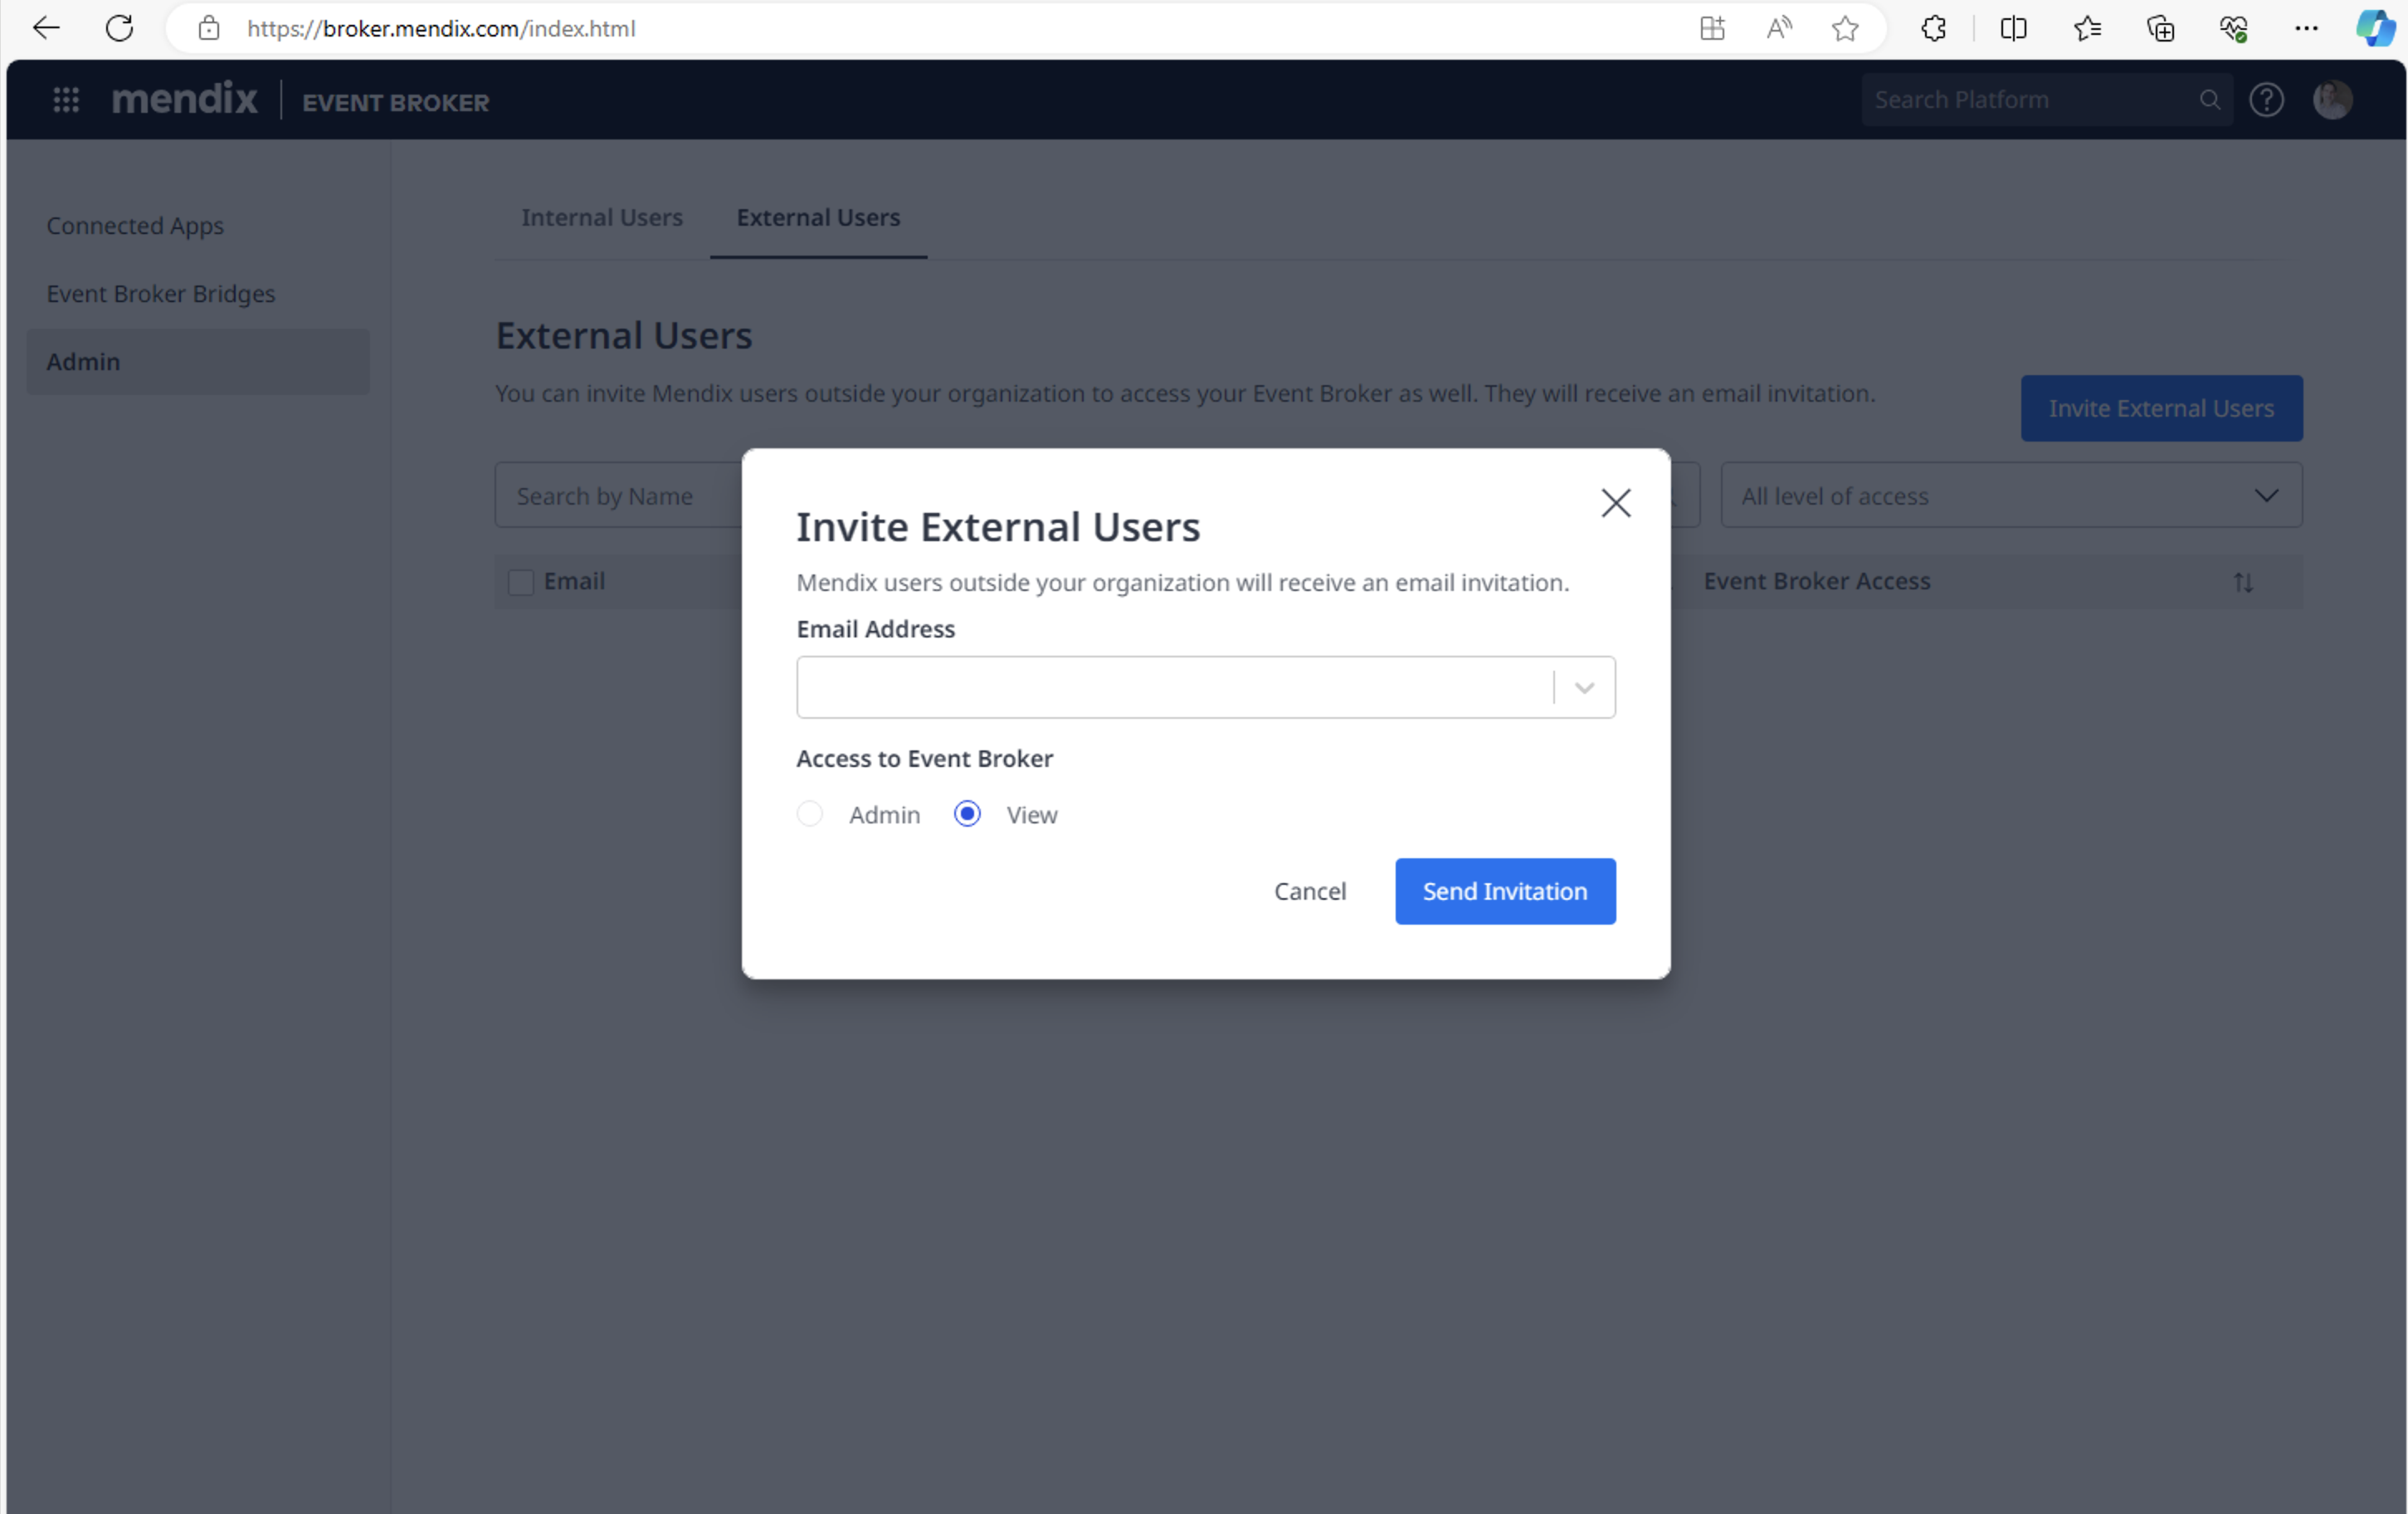 https://broker.mendix.com/index.html
mendix
EVENT BROKER
Search Platform
Connected Apps
Event Broker Bridges
Admin
Internal Users
External Users
External Users
You can invite Mendix users outside your organization to access your Event Broker as well. They will receive an email invitation.
Invite External Users
Search by Name
All level of access
Email
Event Broker Access
Invite External Users
Mendix users outside your organization will receive an email invitation.
Email Address
Access to Event Broker
Admin
View
Cancel
Send Invitation